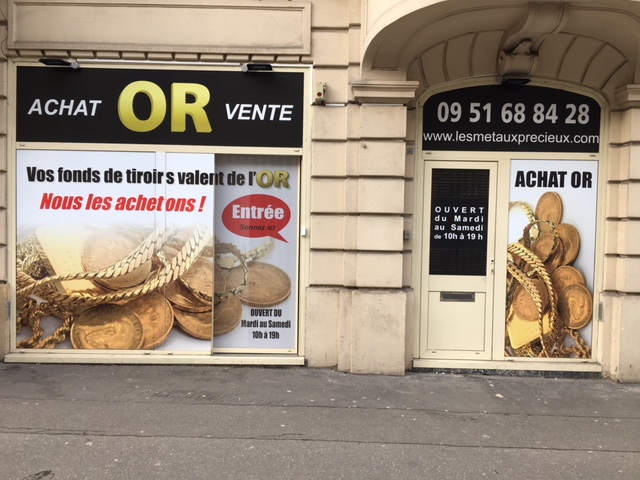 ACHAT OR VENTE
Vos fonds de tiroirs valent de l'OR
Nous les achetons !
Entrée
Sonnez ici
OUVERT DU
Mardi au Samedi
10h à 19h
09 51 68 84 28
www.lesmetauxprecieux.com
OUVERT
du Mardi
au Samedi
de 10h à 19 h
ACHAT OR